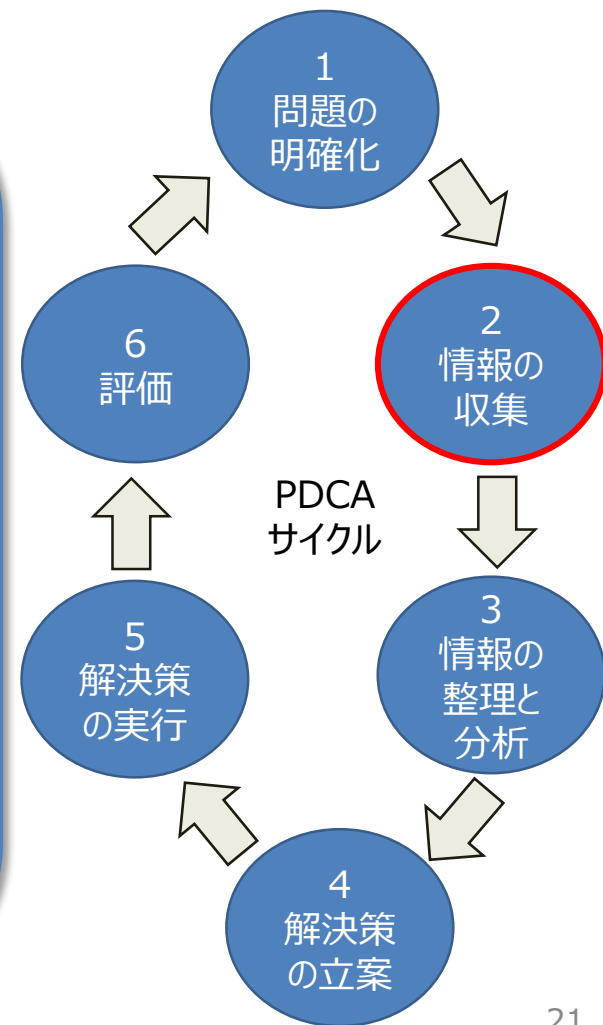 1
問題の
明確化
2
情報の
収集
3
情報の
整理と
分析
4
解決策
の立案
5
解決策
の実行
6
評価
PDCA
サイクル
21